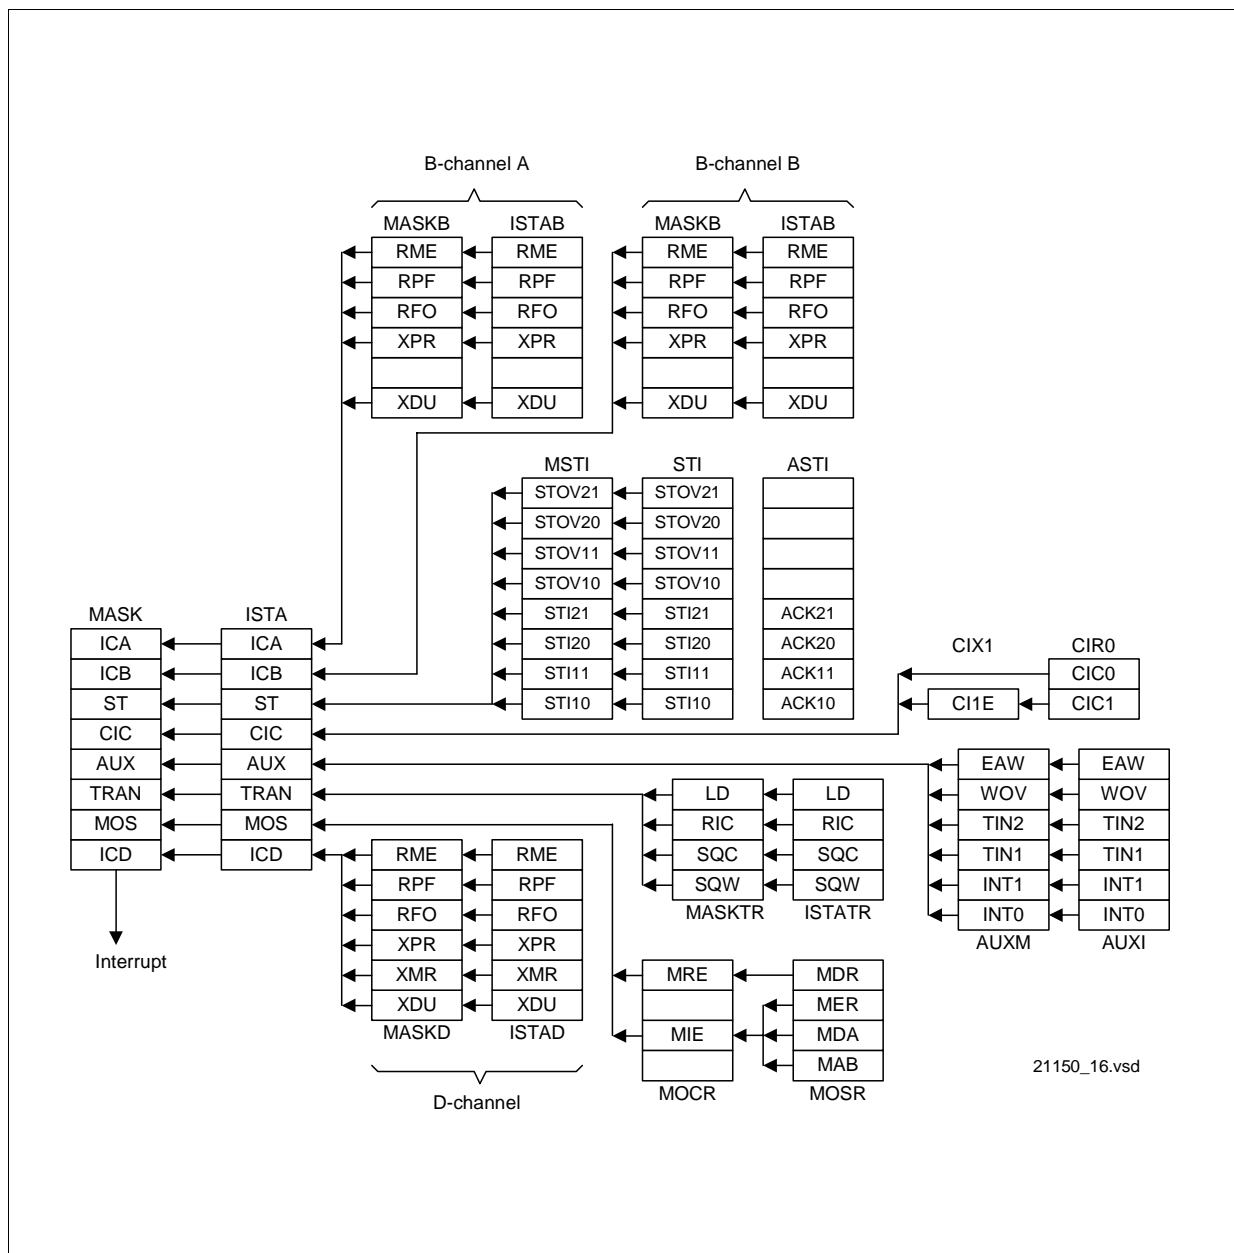 B-channel A B-channel B
MASKB ISTAB MASKB ISTAB
RME RME RME RME
RPF RPF RPF RPF
RFO RFO RFO RFO
XPR XPR XPR XPR
XDU XDU XDU XDU
MSTI STI ASTI
STOV21 STOV21
STOV20 STOV20
STOV11 STOV11
STOV10 STOV10
STI21 STI21 ACK21
STI20 STI20 ACK20
STI11 STI11 ACK11
STI10 STI10 ACK10
MASK ISTA
ICA ICA
ICB ICB
ST ST
CIC CIC
AUX AUX
TRAN TRAN
MOS MOS
ICD ICD
Interrupt
CIX1 CIR0
CIC0
CI1E CIC1
EAW EAW
WOV WOV
TIN2 TIN2
TIN1 TIN1
INT1 INT1
INT0 INT0
AUXM AUXI
LD LD
RIC RIC
SQC SQC
SQW SQW
MASKTR ISTATR
RME RME
RPF RPF
RFO RFO
XPR XPR
XMR XMR
XDU XDU
MASKD ISTAD
D-channel
MRE MDR
MER
MIE MDA
MAB
MOCR MOSR
21150_16.vsd